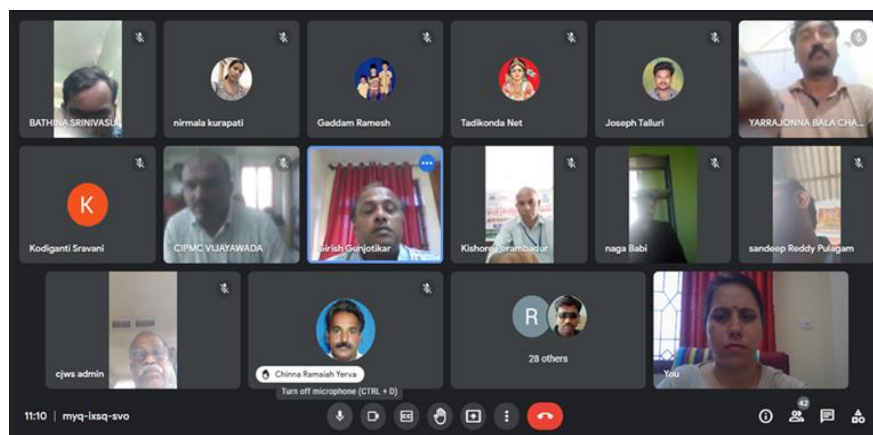 BATHINA SRINIVASU
nirmala kurapati
Gaddam Ramesh
Tadikonda Net
Joseph Talluri
YARRAJONNA BALA CHA...
K
Kodiganti Sravani
CIPMC VIJAYAWADA
Girish Gunjotikar
Kishore Perambadur
naga Babi
sandeep Reddy Pulagam
cjws admin
Chinna Ramaiah Yerva
R
28 others
You
Turn off microphone (CTRL + D)
11:10 | myq-ixsq-svo
CC
42